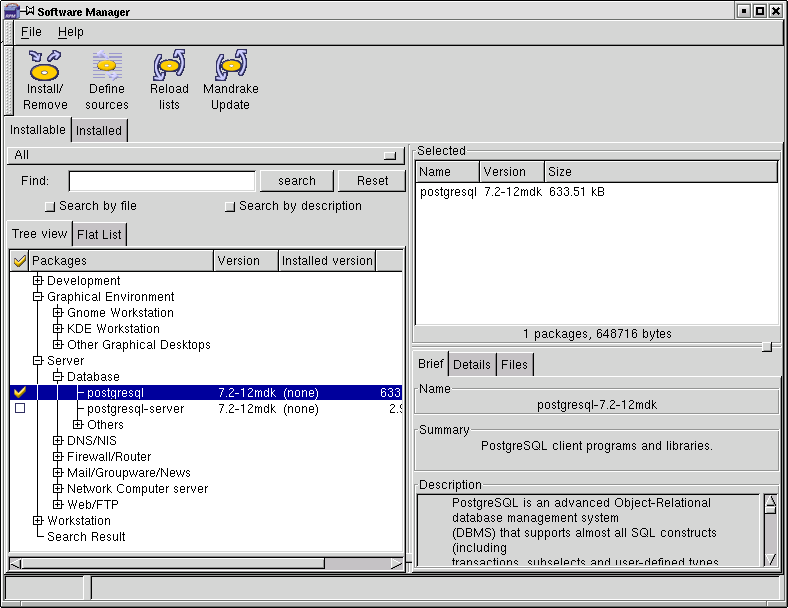 Software Manager
File Help
Install/
Remove
Define
sources
Reload
lists
Mandrake
Update
Installable Installed
All
Find: search Reset
Search by file Search by description
Tree view Flat List
Packages Version Installed version
Development
Graphical Environment
Gnome Workstation
KDE Workstation
Other Graphical Desktops
Server
Database
postgresql 7.2-12mdk (none) 633
postgresql-server 7.2-12mdk (none) 2.9
Others
DNS/NIS
Firewall/Router
Mail/Groupware/News
Network Computer server
Web/FTP
Workstation
Search Result
Selected
Name Version Size
postgresql 7.2-12mdk 633.51 kB
1 packages, 648716 bytes
Brief Details Files
Name
postgresql-7.2-12mdk
Summary
PostgreSQL client programs and libraries.
Description
PostgreSQL is an advanced Object-Relational
database management system
(DBMS) that supports almost all SQL constructs
(including
transactions, subselects and user-defined types